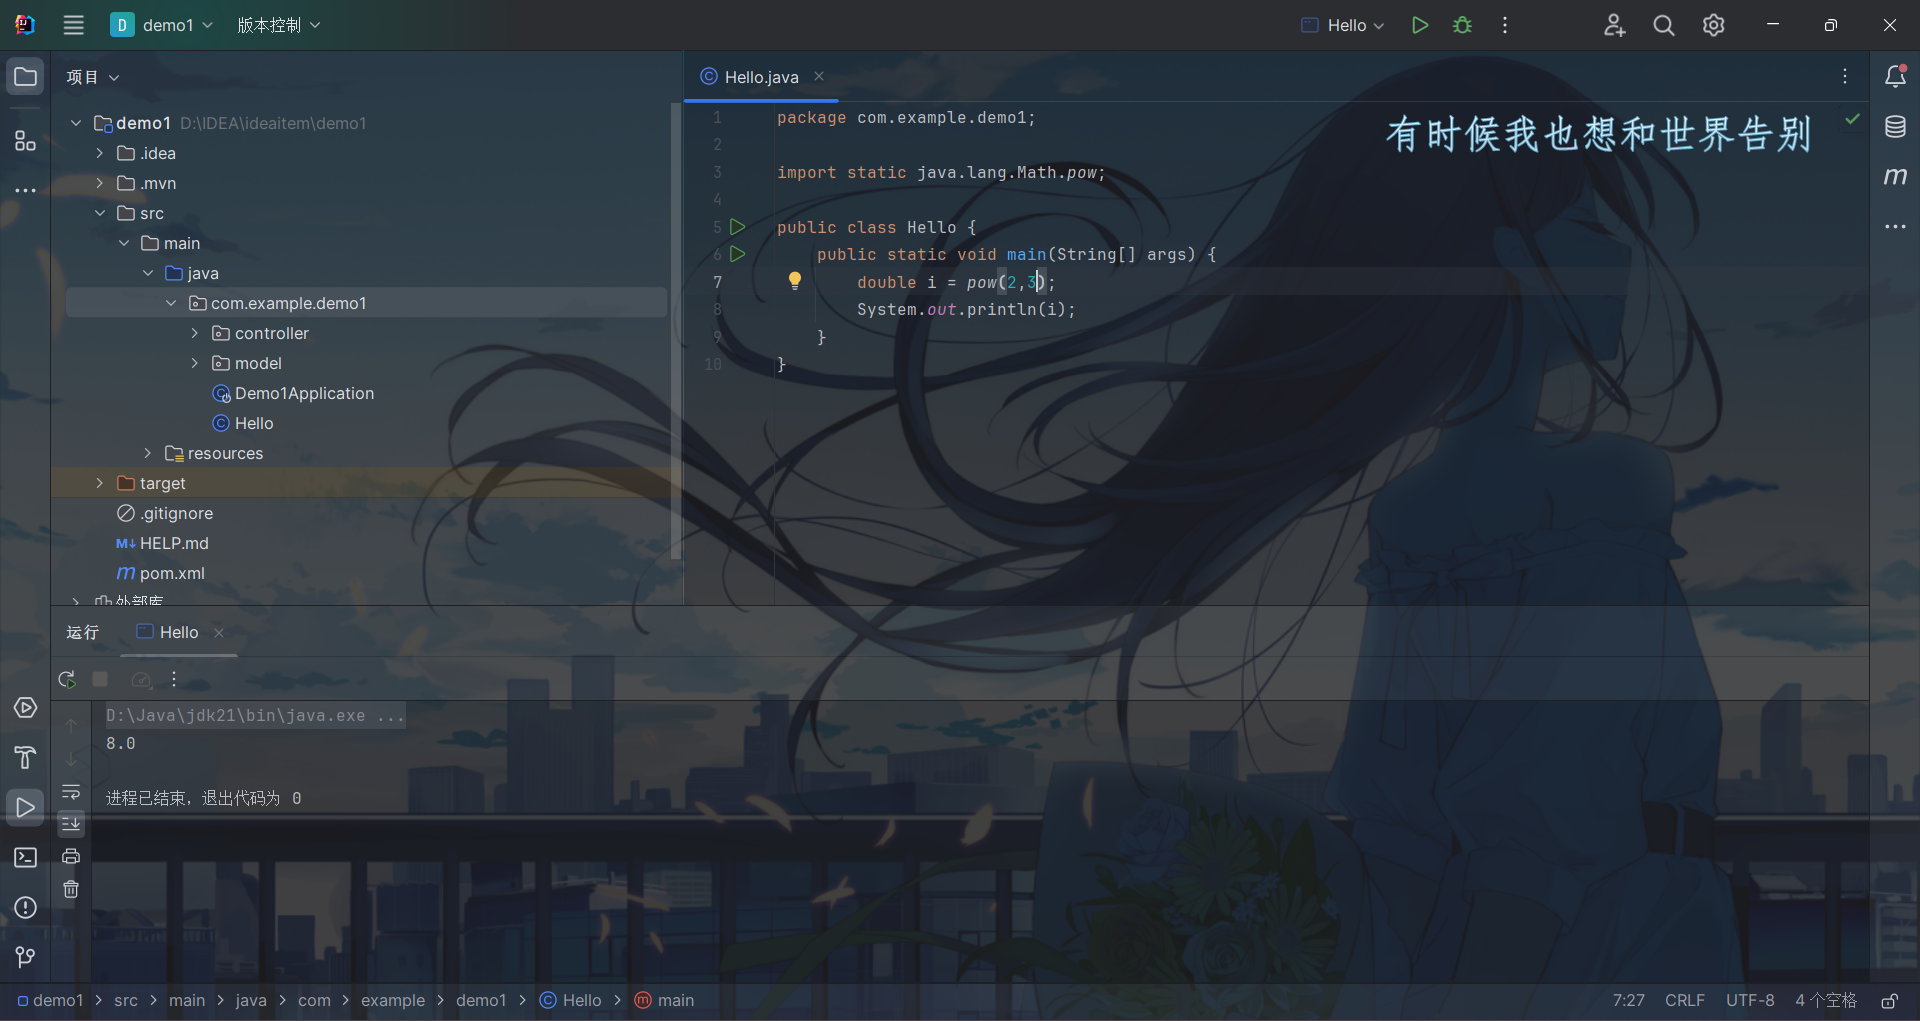 D demo1 版本控制 Hello
项目
demo1 D:\IDEA\ideaitem\demo1
.idea
.mvn
src
main
java
com.example.demo1
controller
model
Demo1Application
Hello
resources
target
.gitignore
HELP.md
pom.xml
外部库
Hello.java
1 package com.example.demo1;
2
3 import static java.lang.Math.pow;
4
5 public class Hello {
6 public static void main(String[] args) {
7 double i = pow(2,3);
8 System.out.println(i);
9 }
10 }
有时候我也想和世界告别
运行 Hello
D:\Java\jdk21\bin\java.exe ...
8.0
进程已结束，退出代码为 0
demo1 > src > main > java > com > example > demo1 > Hello > main
7:27 CRLF UTF-8 4 个空格